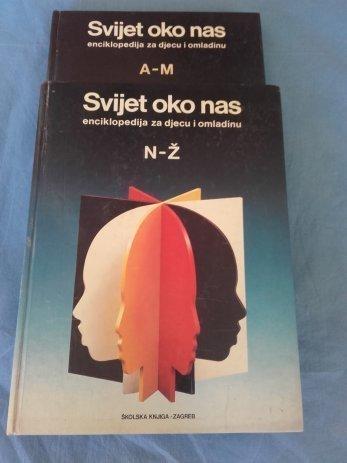 Svijet oko nas
enciklopedija za djecu i omladinu
A-M
Svijet oko nas
enciklopedija za djecu i omladinu
N-Ž
ŠKOLSKA KNJIGA - ZAGREB